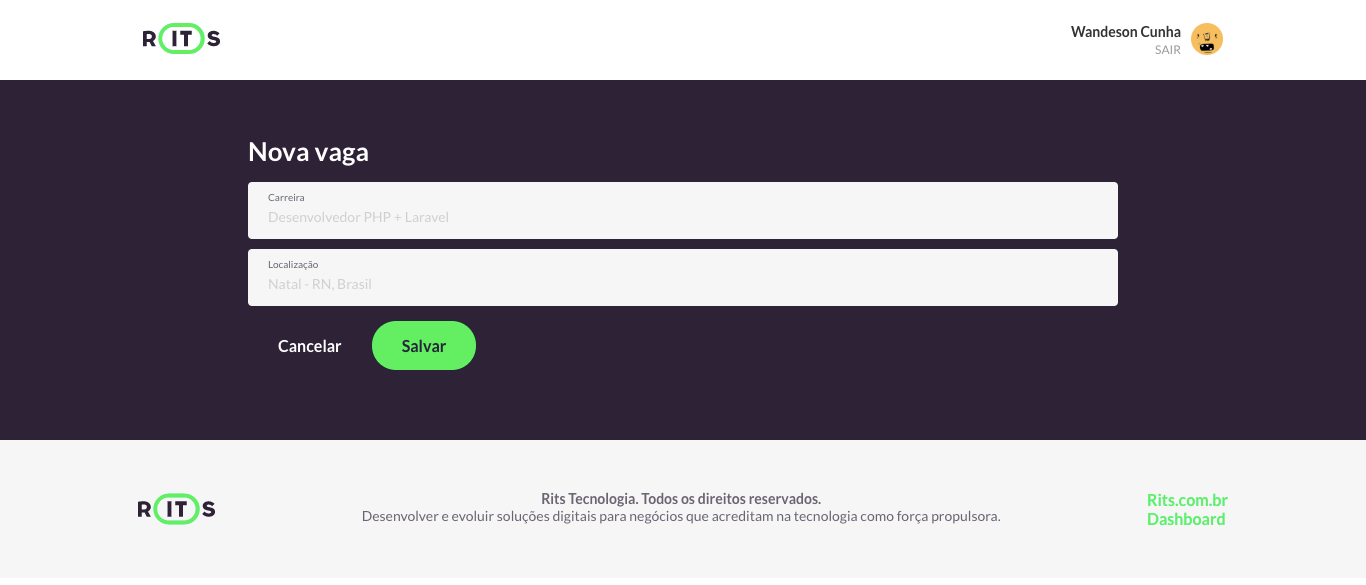 RITS
Wandeson Cunha
SAIR
Nova vaga
Carreira
Desenvolvedor PHP + Laravel
Localização
Natal - RN, Brasil
Cancelar
Salvar
RITS
Rits Tecnologia. Todos os direitos reservados.
Desenvolver e evoluir soluções digitais para negócios que acreditam na tecnologia como força propulsora.
Rits.com.br
Dashboard